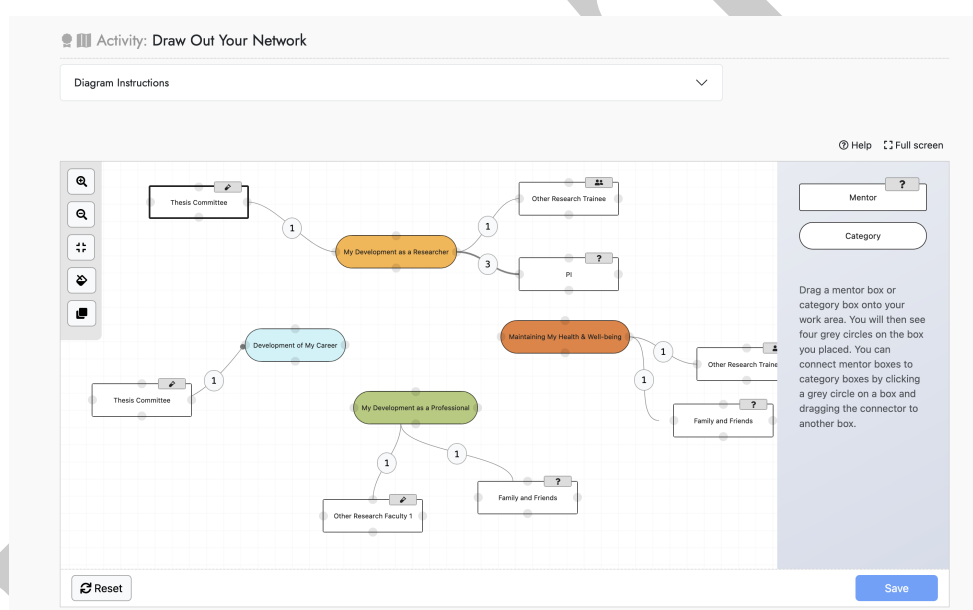 Activity: Draw Out Your Network
Diagram Instructions
? Help
Full screen
Thesis Committee
1
My Development as a Researcher
1
Other Research Trainee
3
?
PI
Development of My Career
1
Thesis Committee
Maintaining My Health & Well-being
1
Other Research Traine
1
?
Family and Friends
My Development as a Professional
1
1
Other Research Faculty 1
?
Family and Friends
?
Mentor
Category
Drag a mentor box or
category box onto your
work area. You will then see
four grey circles on the box
you placed. You can
connect mentor boxes to
category boxes by clicking
a grey circle on a box and
dragging the connector to
another box.
Reset
Save